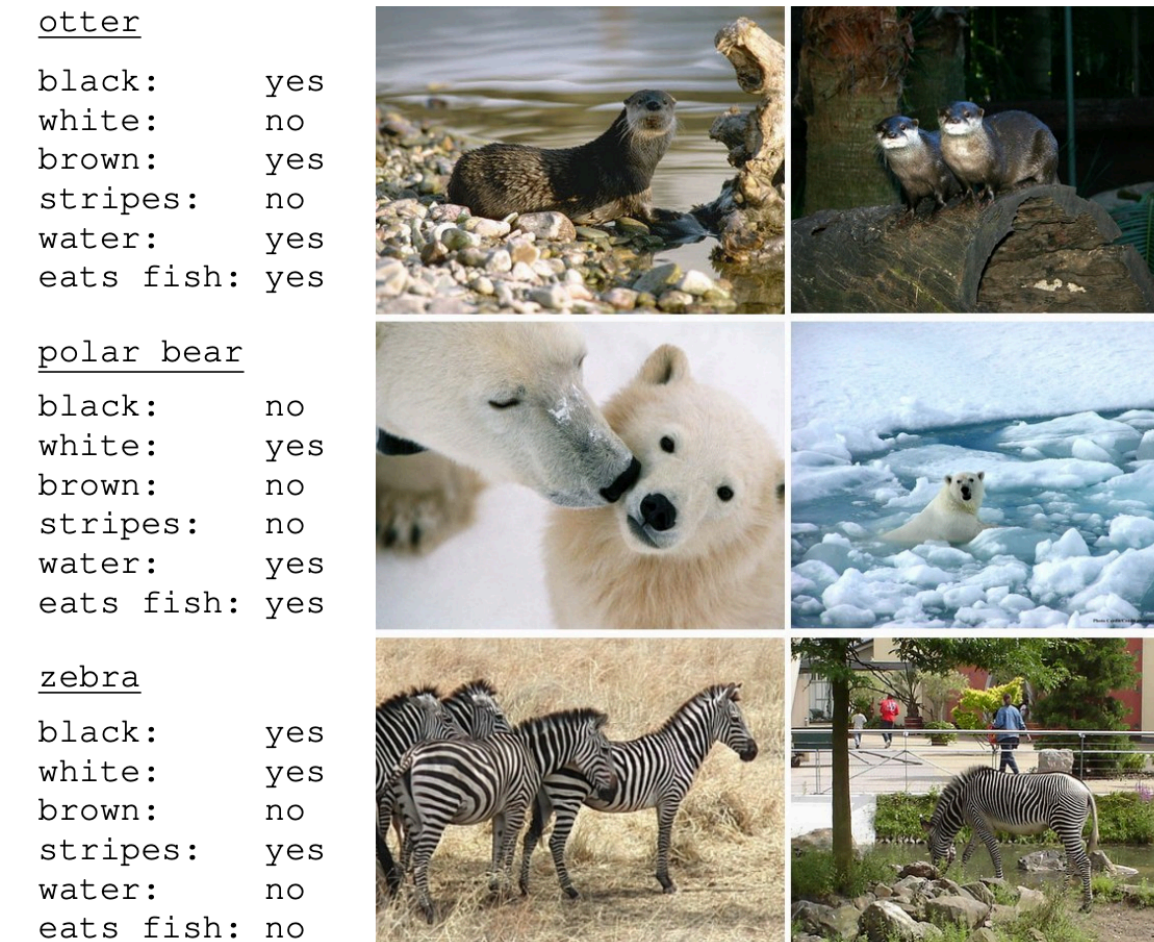 otter
black: yes
white: no
brown: yes
stripes: no
water: yes
eats fish: yes
polar bear
black: no
white: yes
brown: no
stripes: no
water: yes
eats fish: yes
zebra
black: yes
white: yes
brown: no
stripes: yes
water: no
eats fish: no